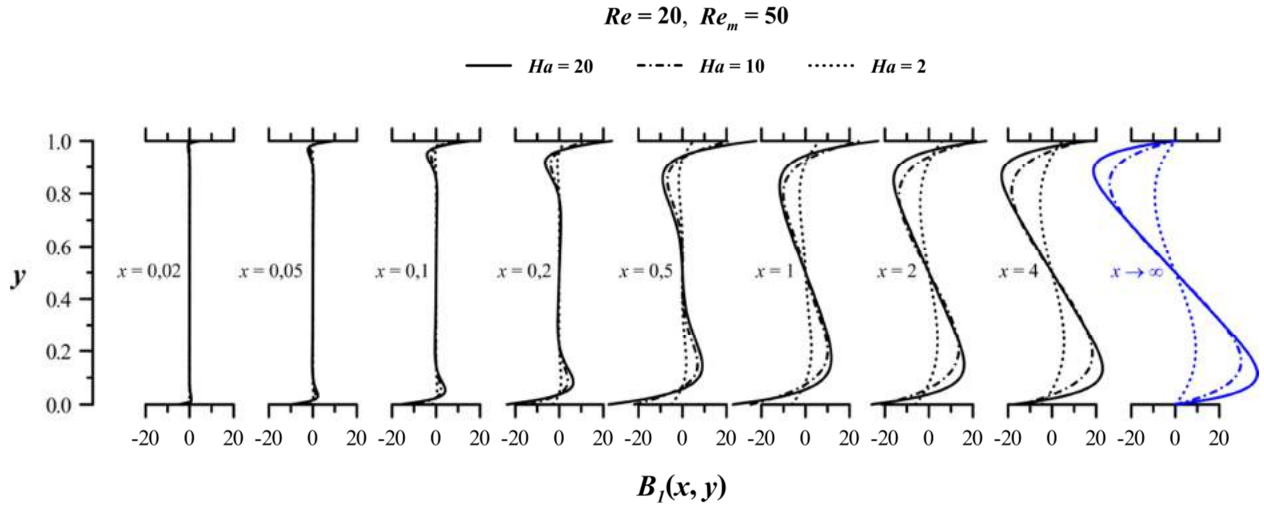 Re = 20, Re_m = 50
Ha = 20 Ha = 10 Ha = 2
1.0
0.8
0.6
x = 0,02 x = 0,05 x = 0,1 x = 0,2 x = 0,5 x = 1 x = 2 x = 4 x → ∞
y
0.4
0.2
0.0
-20 0 20 -20 0 20 -20 0 20 -20 0 20 -20 0 20 -20 0 20 -20 0 20 -20 0 20 -20 0 20
B_1(x, y)